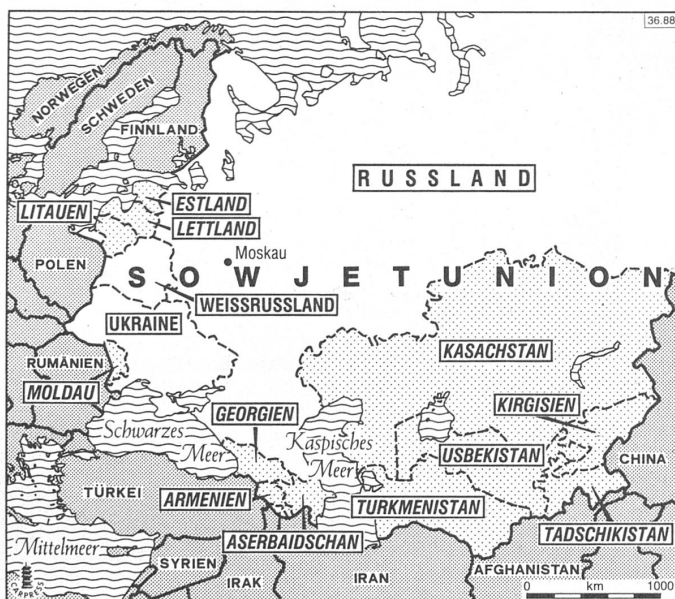 36.88
NORWEGEN
SCHWEDEN
FINNLAND
RUSSLAND
LITAUEN
ESTLAND
LETTLAND
Moskau
POLEN
SOWJETUNION
WEISSRUSSLAND
UKRAINE
KASACHSTAN
RUMÄNIEN
MOLDAU
GEORGIEN
KIRGISIEN
Schwarzes
Meer
Kaspisches
Meer
USBEKISTAN
CHINA
TÜRKEI
ARMENIEN
TURKMENISTAN
ASERBAIDSCHAN
TADSCHIKISTAN
Mittelmeer
SYRIEN
IRAK
IRAN
AFGHANISTAN
0 km 1000
CARPRESS